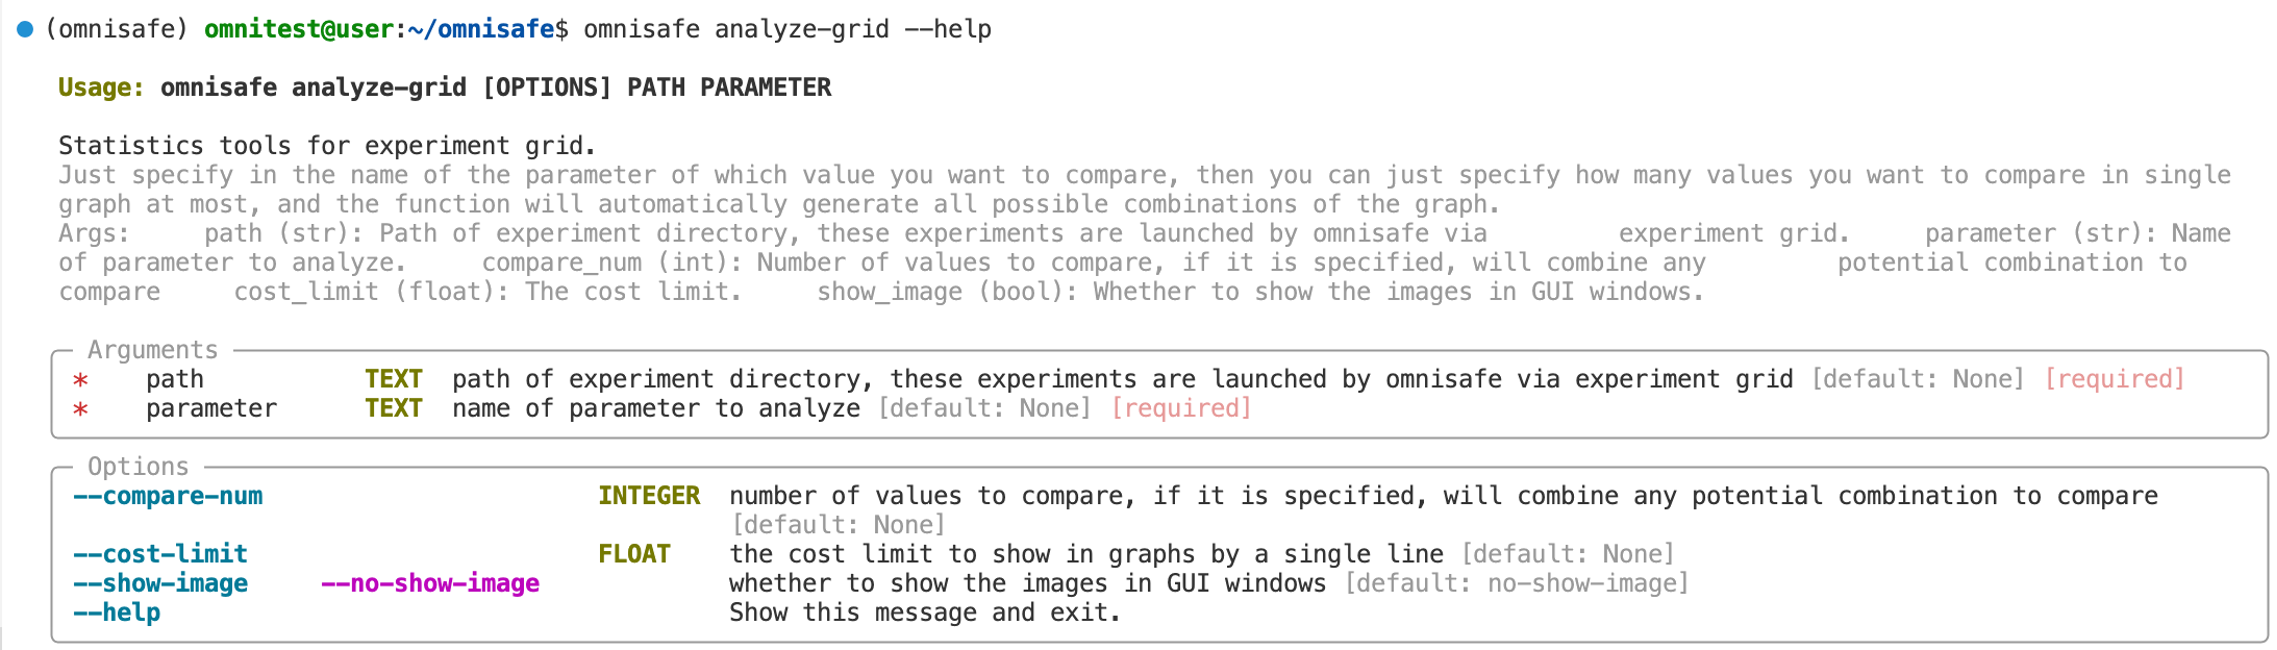 (omnisafe) omnitest@user:~/omnisafe$ omnisafe analyze-grid --help
Usage: omnisafe analyze-grid [OPTIONS] PATH PARAMETER
Statistics tools for experiment grid.
Just specify in the name of the parameter of which value you want to compare, then you can just specify how many values you want to compare in single
graph at most, and the function will automatically generate all possible combinations of the graph.
Args:     path (str): Path of experiment directory, these experiments are launched by omnisafe via         experiment grid.     parameter (str): Name
of parameter to analyze.     compare_num (int): Number of values to compare, if it is specified, will combine any         potential combination to
compare     cost_limit (float): The cost limit.     show_image (bool): Whether to show the images in GUI windows.
Arguments
*    path           TEXT  path of experiment directory, these experiments are launched by omnisafe via experiment grid [default: None] [required]
*    parameter      TEXT  name of parameter to analyze [default: None] [required]
Options
--compare-num                       INTEGER  number of values to compare, if it is specified, will combine any potential combination to compare
[default: None]
--cost-limit                        FLOAT    the cost limit to show in graphs by a single line [default: None]
--show-image     --no-show-image             whether to show the images in GUI windows [default: no-show-image]
--help                                       Show this message and exit.